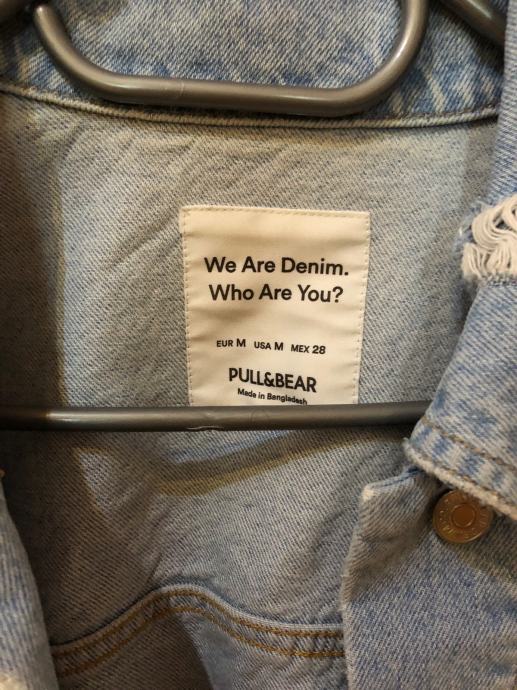 We Are Denim.
Who Are You?
EUR M USA M MEX 28
PULL&BEAR
Made in Bangladesh